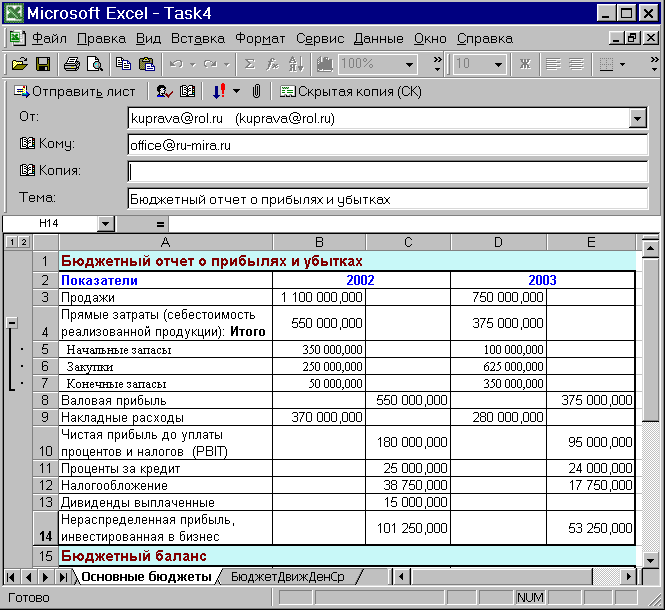 Microsoft Excel - Task4
Файл Правка Вид Вставка Формат Сервис Данные Окно Справка
Σ fx 100% » 10 Ж »
Отправить лист Скрытая копия (СК)
От: kuprava@rol.ru (kuprava@rol.ru)
Кому: office@ru-mira.ru
Копия:
Тема: Бюджетный отчет о прибылях и убытках
H14 =
1 2 A B C D E
1 Бюджетный отчет о прибылях и убытках
2 Показатели 2002 2003
3 Продажи 1 100 000,000 750 000,000
Прямые затраты (себестоимость
4 реализованной продукции): Итого 550 000,000 375 000,000
5 Начальные запасы 350 000,000 100 000,000
6 Закупки 250 000,000 625 000,000
7 Конечные запасы 50 000,000 350 000,000
8 Валовая прибыль 550 000,000 375 000,000
9 Накладные расходы 370 000,000 280 000,000
Чистая прибыль до уплаты
10 процентов и налогов (PBIT) 180 000,000 95 000,000
11 Проценты за кредит 25 000,000 24 000,000
12 Налогообложение 38 750,000 17 750,000
13 Дивиденды выплаченные 15 000,000
Нераспределенная прибыль,
14 инвестированная в бизнес 101 250,000 53 250,000
15 Бюджетный баланс
Основные бюджеты БюджетДвижДенСр
Готово NUM